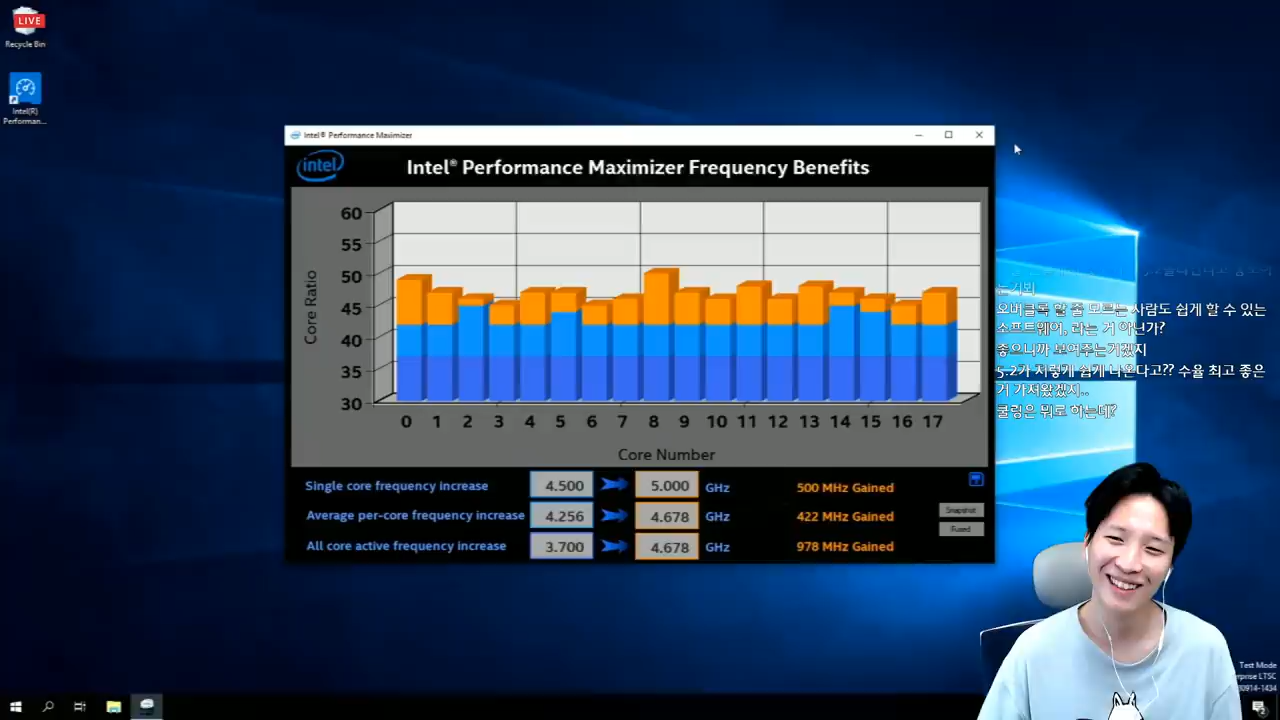 LIVE
Recycle Bin
Intel(R)
Performan...
Intel® Performance Maximizer
intel
Intel® Performance Maximizer Frequency Benefits
60
55
50
45
40
35
30
Core Ratio
0 1 2 3 4 5 6 7 8 9 10 11 12 13 14 15 16 17
Core Number
Single core frequency increase 4.500 5.000 GHz 500 MHz Gained
Average per-core frequency increase 4.256 4.678 GHz 422 MHz Gained
All core active frequency increase 3.700 4.678 GHz 978 MHz Gained
Snapshot
Fused
오버클록 할 줄 모르는 사람도 쉽게 할 수 있는
소프트웨어, 라는 거 아닌가?
좋으니까 보여주는거겠지
5.2가 저렇게 쉽게 나온다고?? 수율 최고 좋은
거 가져왔겠지..
쿨링은 뭐로 하는데?
Test Mode
LTSC